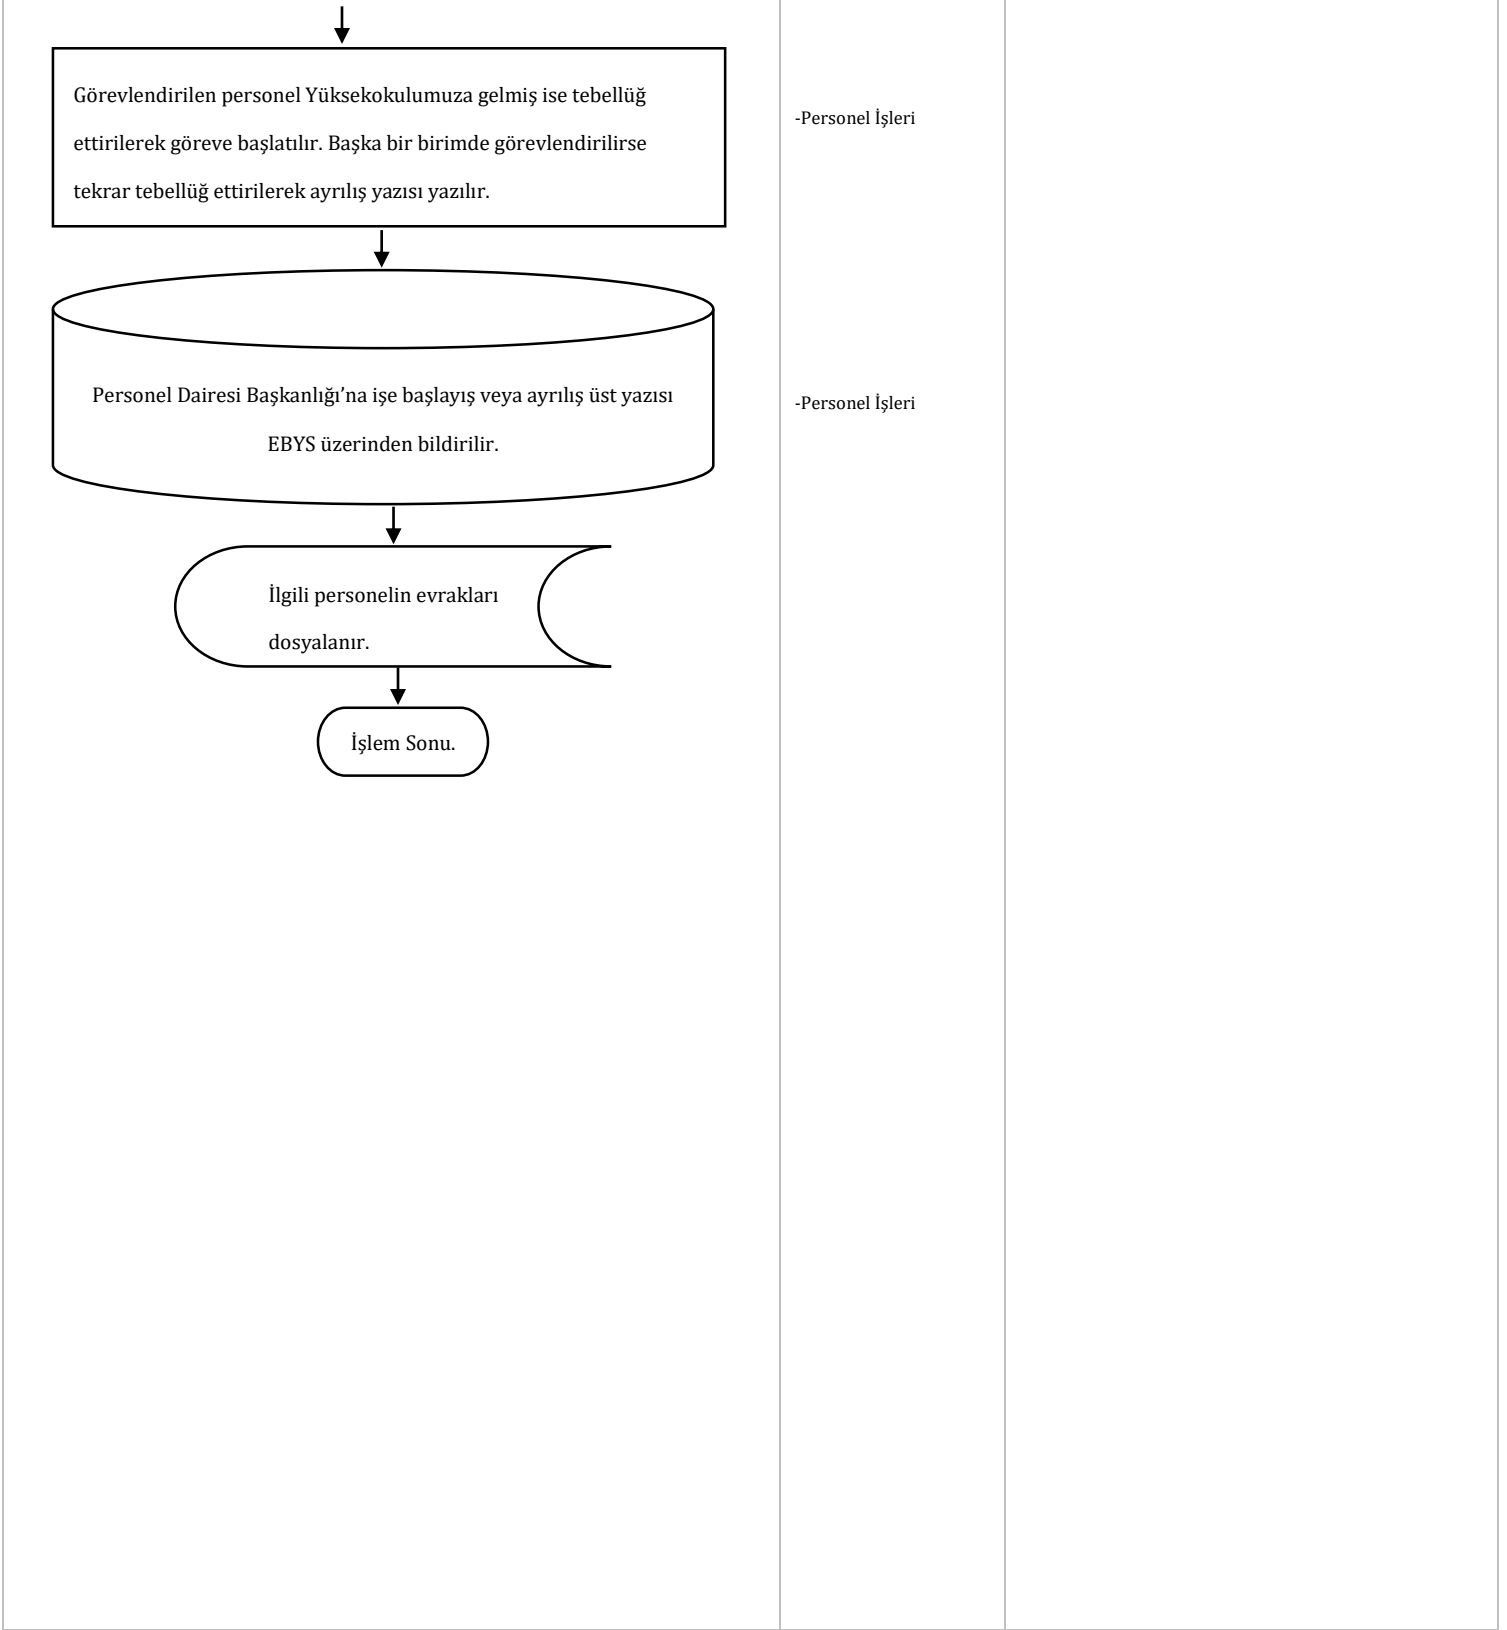 Görevlendirilen personel Yüksekokulumuza gelmiş ise tebellüğ
ettirilerek göreve başlatılır. Başka bir birimde görevlendirilirse
tekrar tebellüğ ettirilerek ayrılış yazısı yazılır.
-Personel İşleri
Personel Dairesi Başkanlığı’na işe başlayış veya ayrılış üst yazısı
EBYS üzerinden bildirilir.
-Personel İşleri
İlgili personelin evrakları
dosyalanır.
İşlem Sonu.